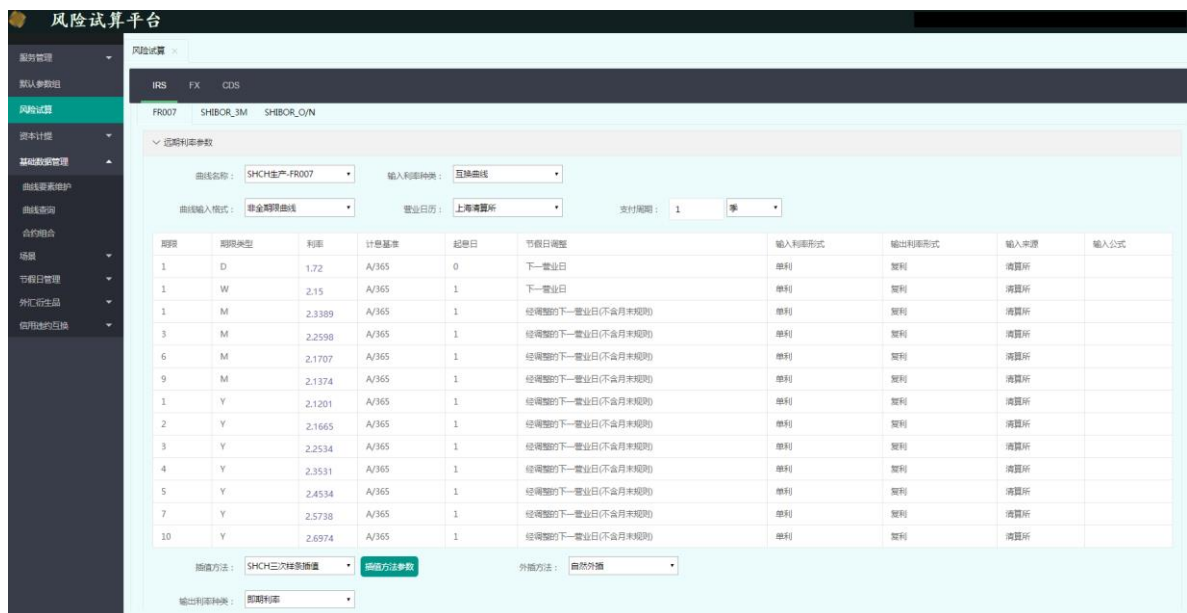 风险试算平台
服务管理
默认参数组
风险试算
资本计提
基础数据管理
曲线要素维护
曲线查询
合约组合
场景
节假日管理
外汇衍生品
信用违约互换
风险试算 ×
IRS FX CDS
FR007 SHIBOR_3M SHIBOR_O/N
远期利率参数
曲线名称: SHCH生产-FR007 输入利率种类: 互换曲线
曲线输入格式: 非全期限曲线 营业日历: 上海清算所 支付周期: 1 季
期限 期限类型 利率 计息基准 起息日 节假日调整 输入利率形式 输出利率形式 输入来源 输入公式
1 D 1.72 A/365 0 下一营业日 单利 复利 清算所
1 W 2.15 A/365 1 下一营业日 单利 复利 清算所
1 M 2.3389 A/365 1 经调整的下一营业日(不含月末规则) 单利 复利 清算所
3 M 2.2598 A/365 1 经调整的下一营业日(不含月末规则) 单利 复利 清算所
6 M 2.1707 A/365 1 经调整的下一营业日(不含月末规则) 单利 复利 清算所
9 M 2.1374 A/365 1 经调整的下一营业日(不含月末规则) 单利 复利 清算所
1 Y 2.1201 A/365 1 经调整的下一营业日(不含月末规则) 单利 复利 清算所
2 Y 2.1665 A/365 1 经调整的下一营业日(不含月末规则) 单利 复利 清算所
3 Y 2.2534 A/365 1 经调整的下一营业日(不含月末规则) 单利 复利 清算所
4 Y 2.3531 A/365 1 经调整的下一营业日(不含月末规则) 单利 复利 清算所
5 Y 2.4534 A/365 1 经调整的下一营业日(不含月末规则) 单利 复利 清算所
7 Y 2.5738 A/365 1 经调整的下一营业日(不含月末规则) 单利 复利 清算所
10 Y 2.6974 A/365 1 经调整的下一营业日(不含月末规则) 单利 复利 清算所
插值方法: SHCH三次样条插值 插值方法参数 外插方法: 自然外插
输出利率种类: 即期利率